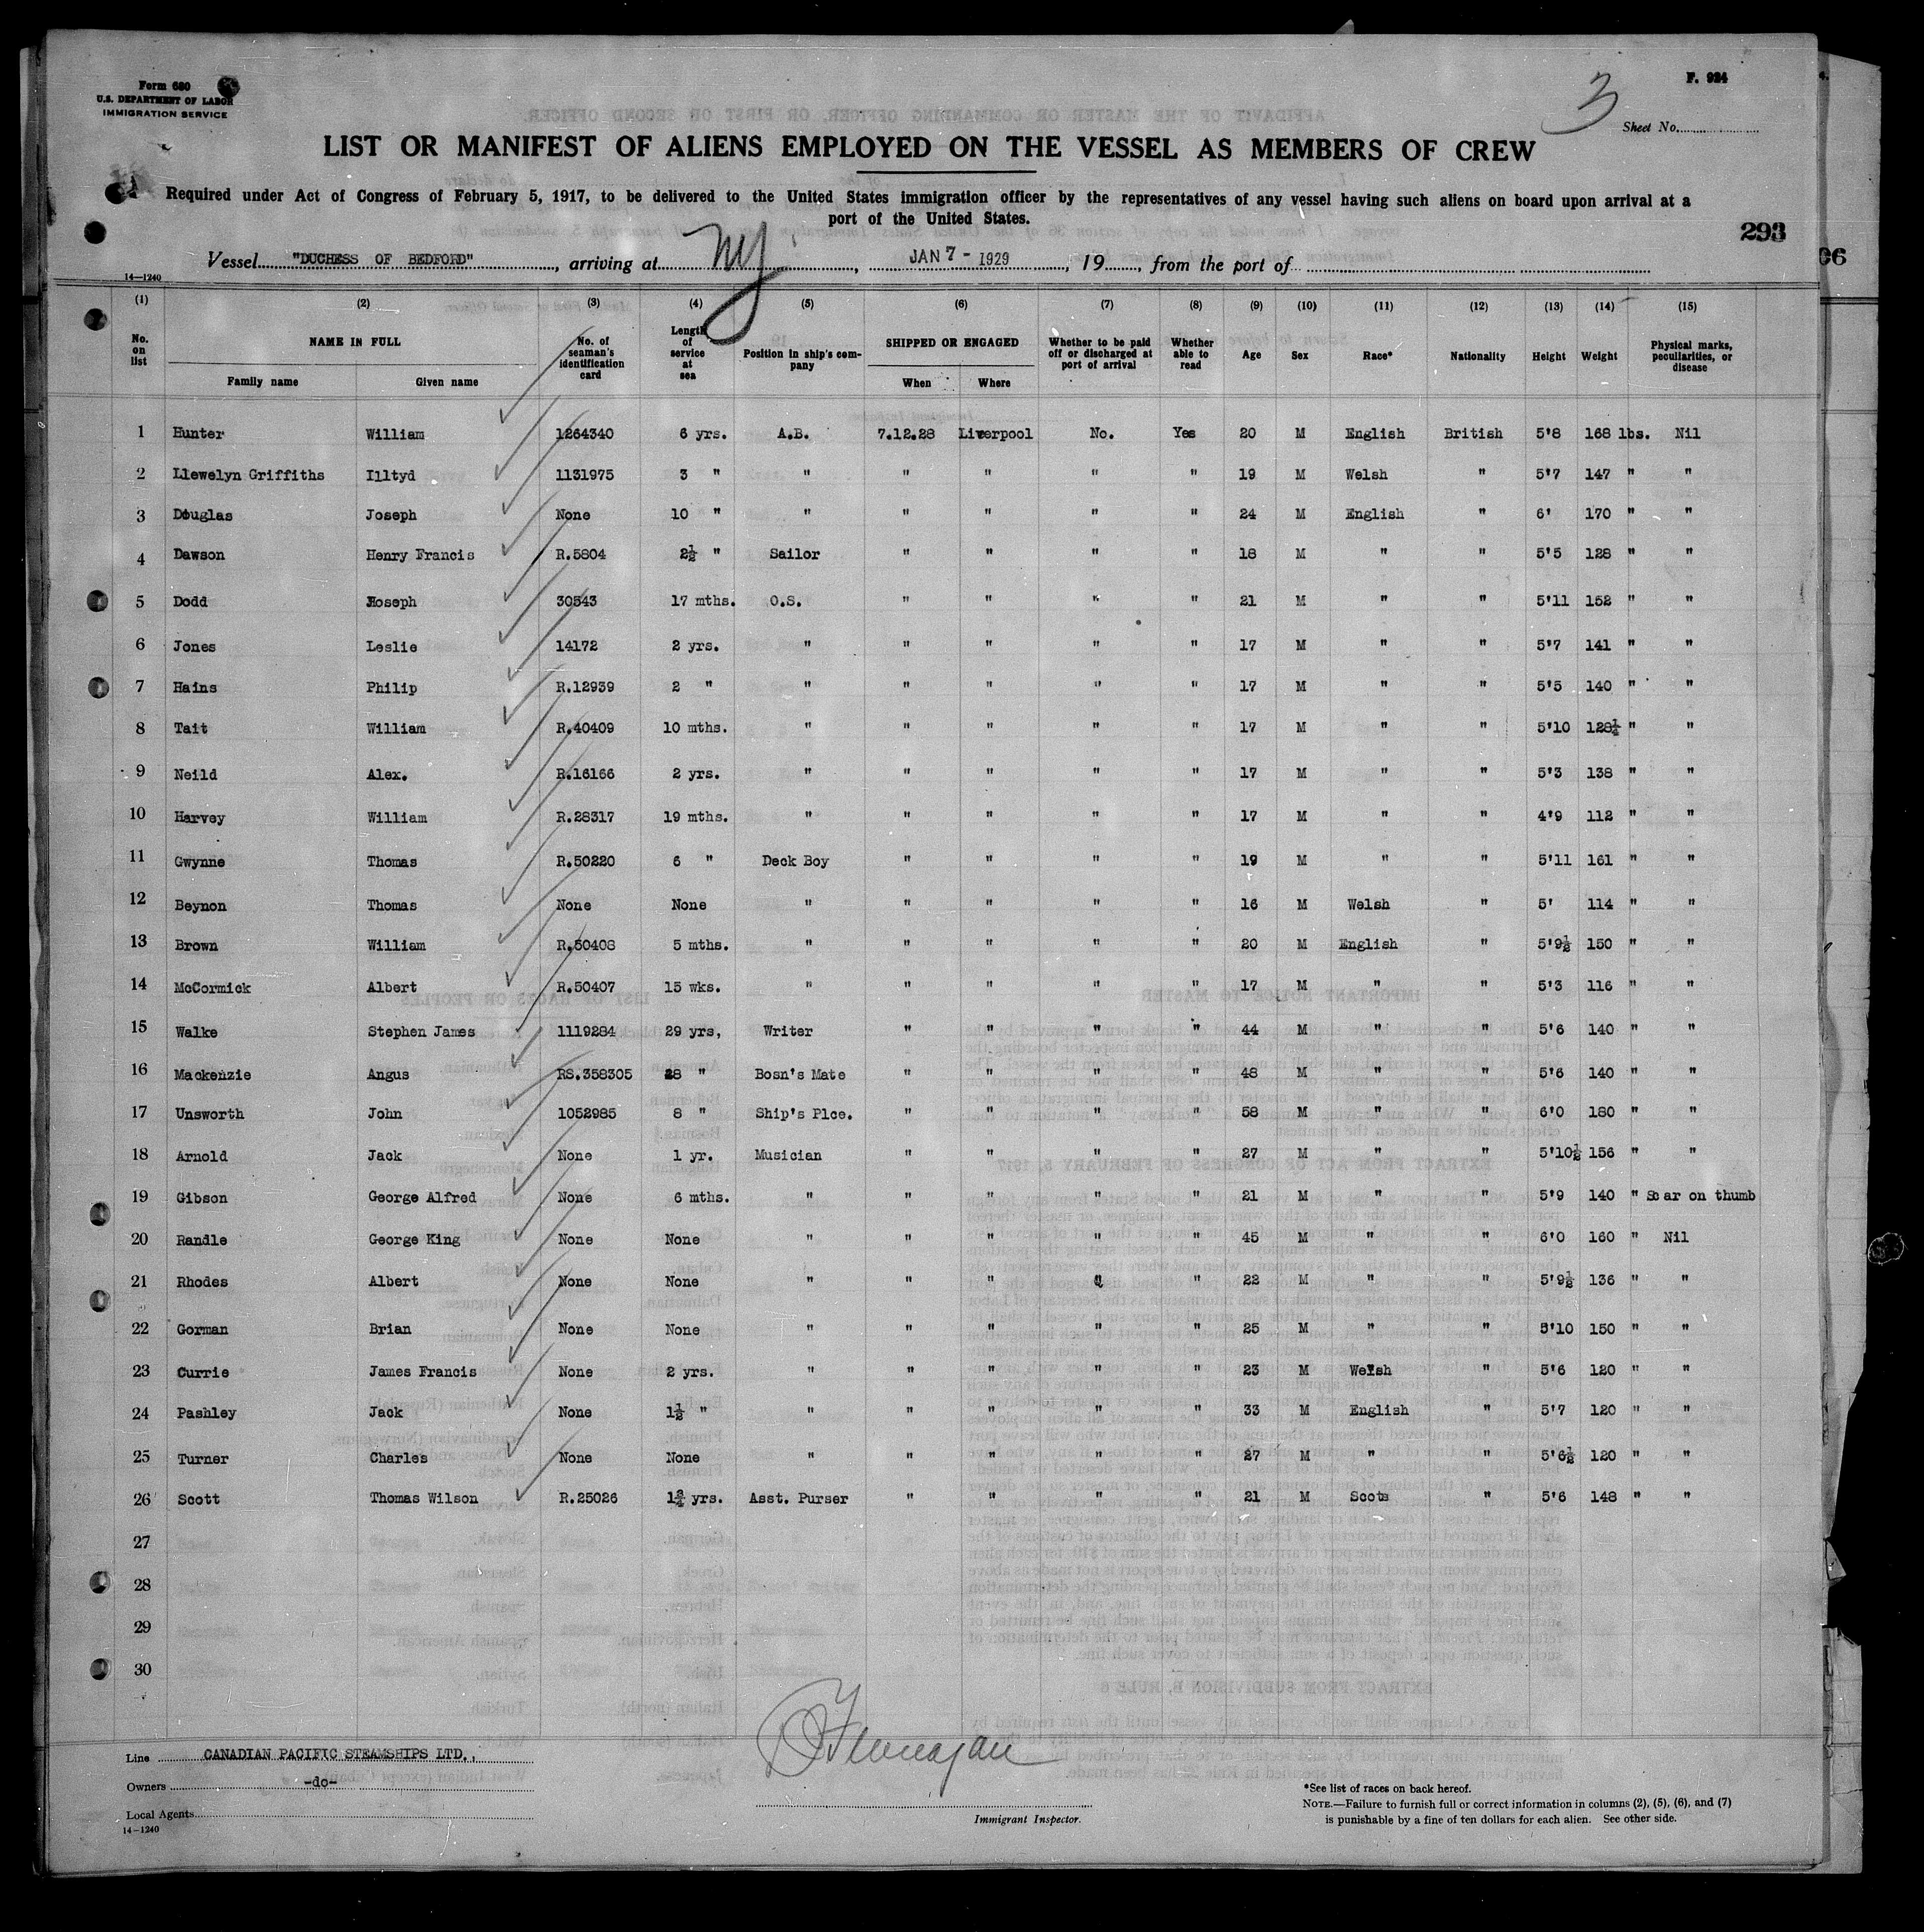 Form 680
U.S. DEPARTMENT OF LABOR
IMMIGRATION SERVICE
F. 924
3
Sheet No.
LIST OR MANIFEST OF ALIENS EMPLOYED ON THE VESSEL AS MEMBERS OF CREW
Required under Act of Congress of February 5, 1917, to be delivered to the United States immigration officer by the representatives of any vessel having such aliens on board upon arrival at a
port of the United States.
293
Vessel "DUCHESS OF BEDFORD", arriving at NY, JAN 7 - 1929, 19, from the port of
14—1240
(1) (2) (3) (4) (5) (6) (7) (8) (9) (10) (11) (12) (13) (14) (15)
No. on list NAME IN FULL Family name Given name No. of seaman's identification card Length of service at sea Position in ship's company SHIPPED OR ENGAGED When Where Whether to be paid off or discharged at port of arrival Whether able to read Age Sex Race* Nationality Height Weight Physical marks, peculiarities, or disease
1 Hunter William 1264340 6 yrs. A.B. 7.12.28 Liverpool No. Yes 20 M English British 5'8 168 lbs. Nil
2 Llewelyn Griffiths Illtyd 1131975 3 " " " " " " 19 M Welsh " 5'7 147 " "
3 Douglas Joseph None 10 " " " " " " 24 M English " 6' 170 " "
4 Dawson Henry Francis R.5804 2½ " Sailor " " " " 18 M " " 5'5 128 " "
5 Dodd Joseph 30543 17 mths. O.S. " " " " 21 M " " 5'11 152 " "
6 Jones Leslie 14172 2 yrs. " " " " " 17 M " " 5'7 141 " "
7 Hains Philip R.12939 2 " " " " " " 17 M " " 5'5 140 " "
8 Tait William R.40409 10 mths. " " " " " 17 M " " 5'10 128¼ " "
9 Neild Alex. R.16166 2 yrs. " " " " " 17 M " " 5'3 138 " "
10 Harvey William R.28317 19 mths. " " " " " 17 M " " 4'9 112 " "
11 Gwynne Thomas R.50220 6 " Deck Boy " " " " 19 M " " 5'11 161 " "
12 Beynon Thomas None None " " " " " 16 M Welsh " 5' 114 " "
13 Brown William R.50408 5 mths. " " " " " 20 M English " 5'9½ 150 " "
14 McCormick Albert R.50407 15 wks. " " " " " 17 M " " 5'3 116 " "
15 Walke Stephen James 1119284 29 yrs, Writer " " " " 44 M " " 5'6 140 " "
16 Mackenzie Angus RS.358305 28 " Bosn's Mate " " " " 48 M " " 5'6 140 " "
17 Unsworth John 1052985 8 " Ship's Plce. " " " " 58 M " " 6'0 180 " "
18 Arnold Jack None 1 yr. Musician " " " " 27 M " " 5'10½ 156 " "
19 Gibson George Alfred None 6 mths. " " " " " 21 M " " 5'9 140 " Scar on thumb
20 Randle George King None None " " " " " 45 M " " 6'0 160 " Nil
21 Rhodes Albert None None " " " " " 22 M " " 5'9½ 136 " "
22 Gorman Brian None None " " " " " 25 M " " 5'10 150 " "
23 Currie James Francis None 2 yrs. " " " " " 23 M Welsh " 5'6 120 " "
24 Pashley Jack None 1½ " " " " " " 33 M English " 5'7 120 " "
25 Turner Charles None None " " " " " 27 M " " 5'6½ 120 " "
26 Scott Thomas Wilson R.25026 1¾ yrs. Asst. Purser " " " " 21 M Scots " 5'6 148 " "
27
28
29
30
Line CANADIAN PACIFIC STEAMSHIPS LTD.,
Owners -do-
Local Agents
14—1240
Flannagan
Immigrant Inspector.
*See list of races on back hereof.
NOTE.—Failure to furnish full or correct information in columns (2), (5), (6), and (7)
is punishable by a fine of ten dollars for each alien. See other side.